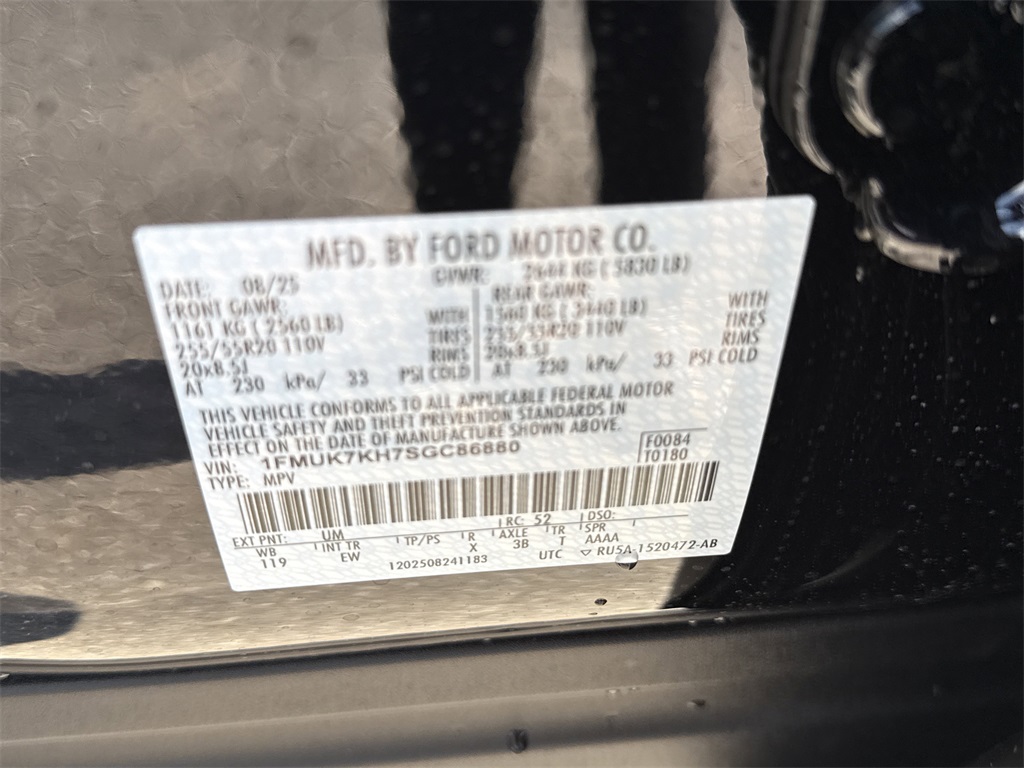 MFD. BY FORD MOTOR CO.
DATE: 08/25 GVWR: KG ( 5830 LB)
FRONT GAWR: REAR GAWR:
1161 KG ( 2560 LB) WITH KG ( LB) WITH
255/55R20 110V TIRES 255/55R20 110V TIRES
20x8.5J RIMS 20x8.5J RIMS
AT 230 kPa/ 33 PSI COLD AT 230 kPa/ 33 PSI COLD
THIS VEHICLE CONFORMS TO ALL APPLICABLE FEDERAL MOTOR
VEHICLE SAFETY AND THEFT PREVENTION STANDARDS IN
EFFECT ON THE DATE OF MANUFACTURE SHOWN ABOVE.
VIN: 1FMUK7KH7SGC86880 F0084
TYPE: MPV T0180
EXT PNT: UM RC: 52 DSO:
WB INT TR TP/PS R AXLE TR SPR
119 EW X 3B T AAAA
1202508241183 UTC ▽ RU5A-1520472-AB